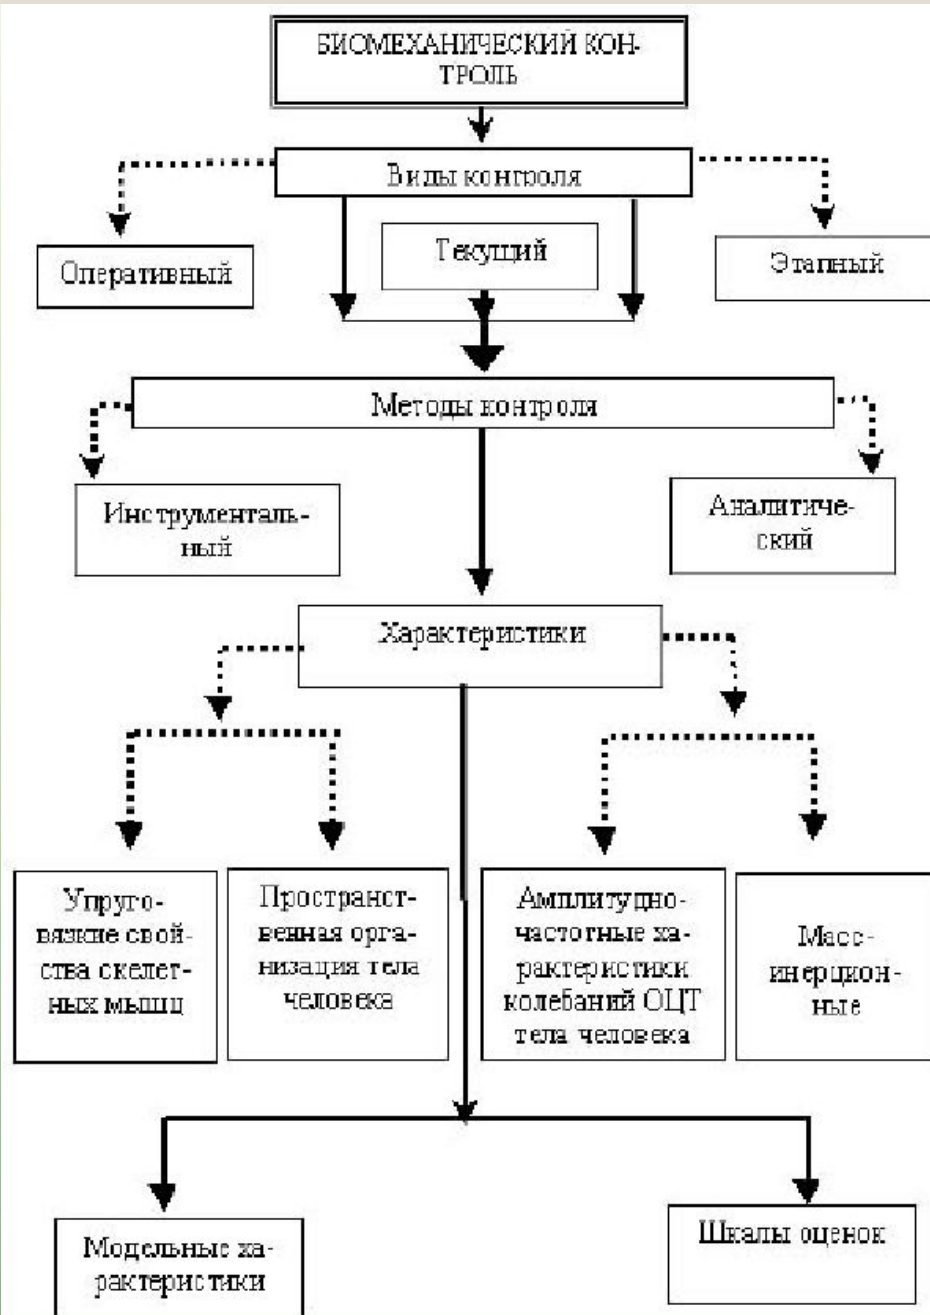 БИОМЕХАНИЧЕСКИЙ КОН-
ТРОЛЬ
Виды контроля
Оперативный
Текущий
Этапный
Методы контроля
Инструменталь-
ный
Аналитиче-
ский
Характеристики
Упруго-
вязкие свой-
ства скелет-
ных мышц
Пространст-
венная орга-
низация тела
человека
Амплитудно-
частотные ха-
рактеристики
колебаний ОЦТ
тела человека
Масс-
инерцион-
ные
Модельные ха-
рактеристики
Шкалы оценок